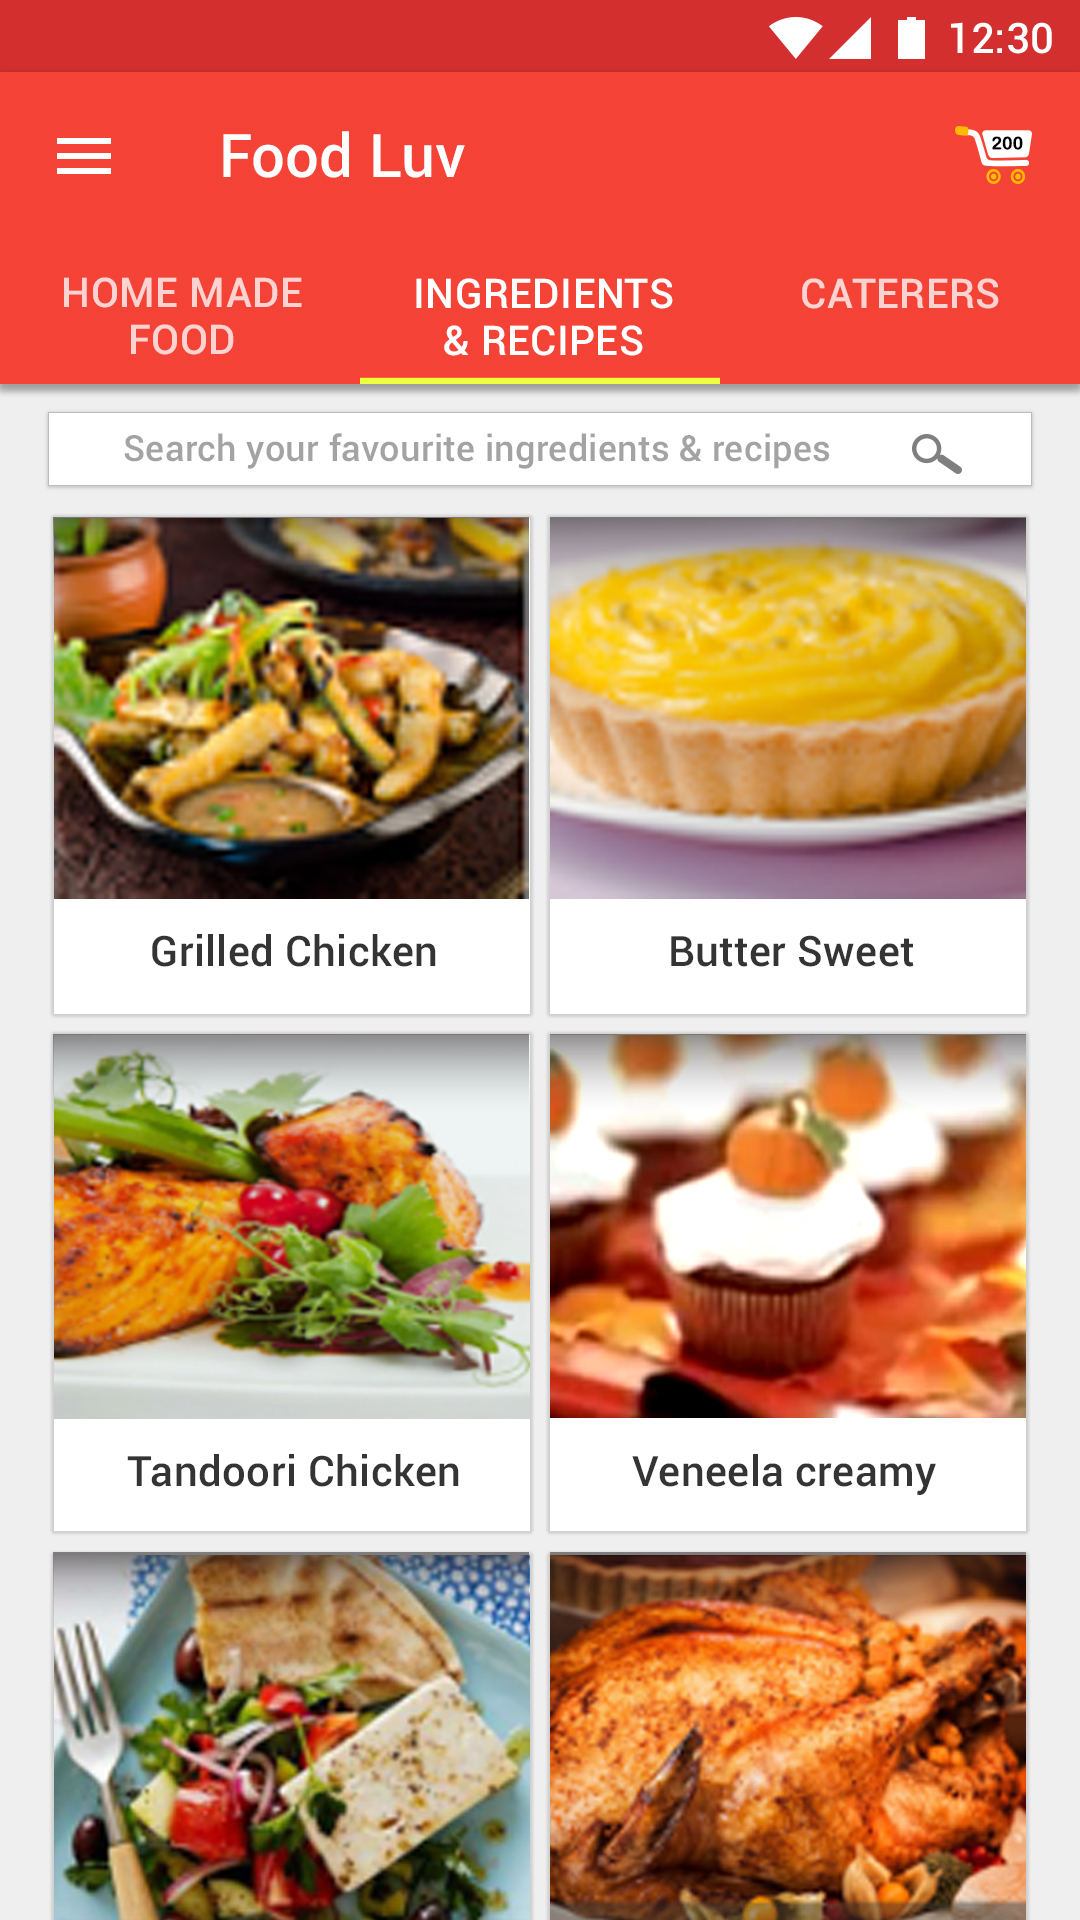 12:30
Food Luv
200
HOME MADE
FOOD
INGREDIENTS
& RECIPES
CATERERS
Search your favourite ingredients & recipes
Grilled Chicken
Butter Sweet
Tandoori Chicken
Veneela creamy